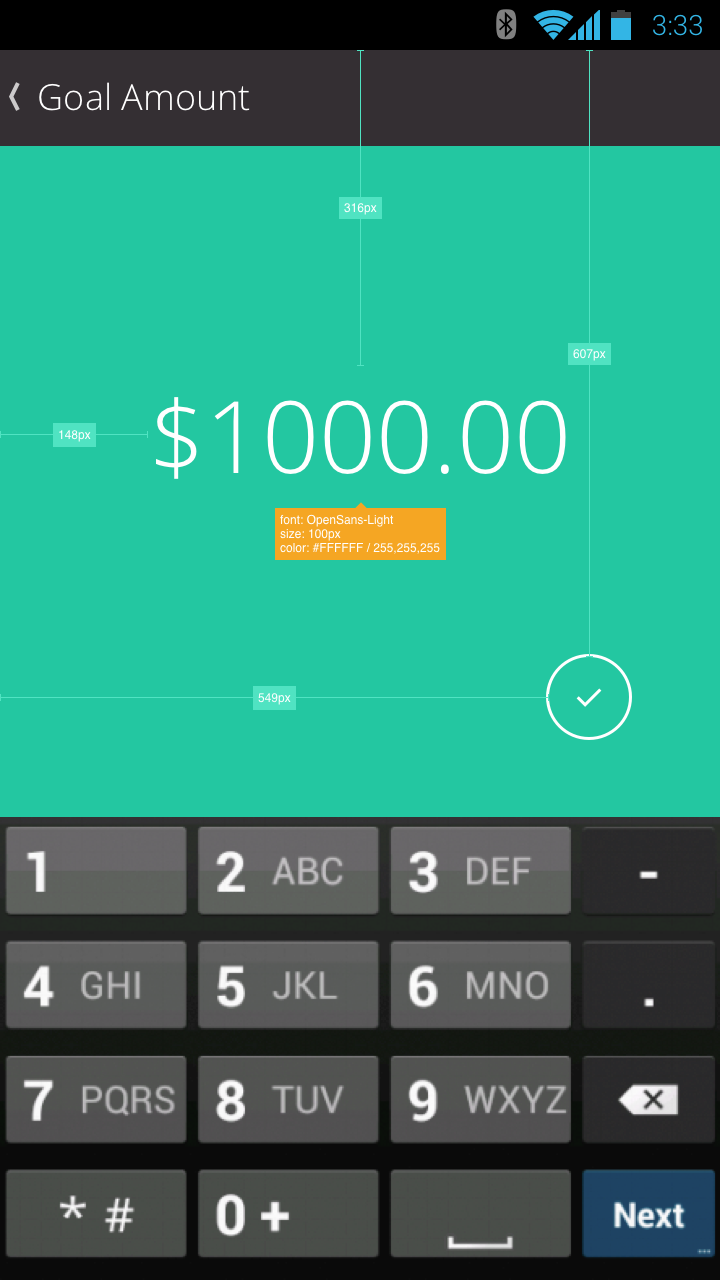 3:33
Goal Amount
316px
607px
$1000.00
148px
font: OpenSans-Light
size: 100px
color: #FFFFFF / 255,255,255
549px
1 2 ABC 3 DEF -
4 GHI 5 JKL 6 MNO .
7 PQRS 8 TUV 9 WXYZ
* # 0 + Next
...